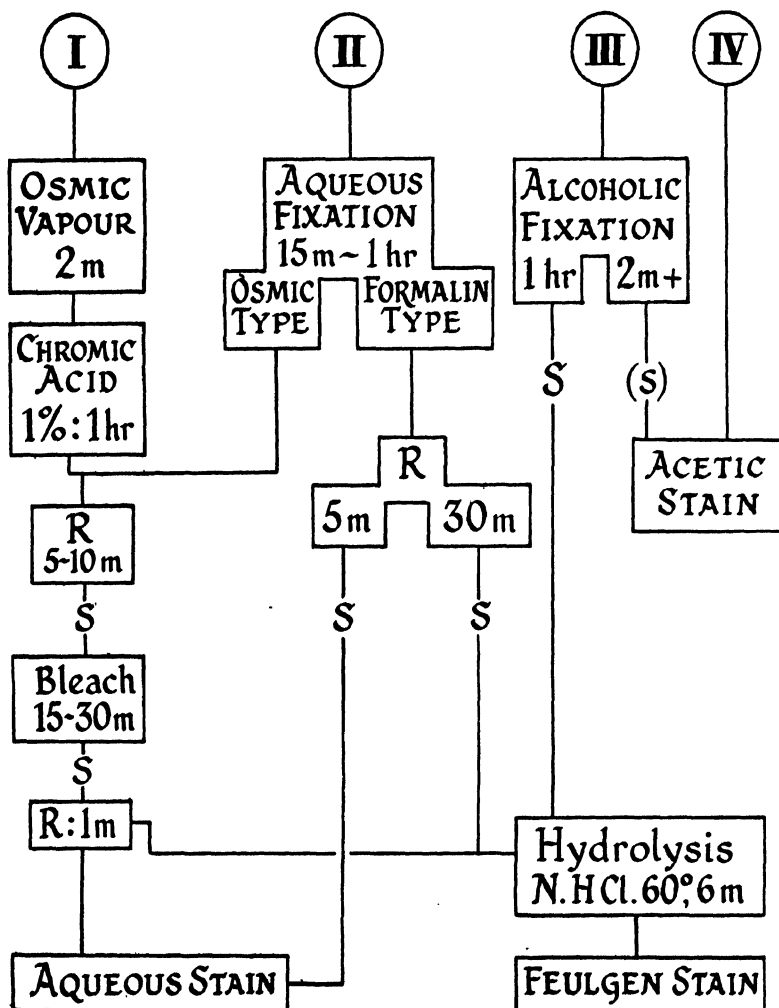 I
II
III
IV
OSMIC
VAPOUR
2m
CHROMIC
ACID
1%:1hr
R
5-10m
S
Bleach
15-30m
S
R:1m
AQUEOUS STAIN
AQUEOUS
FIXATION
15m~1hr
OSMIC
TYPE
FORMALIN
TYPE
R
5m
30m
S
S
ALCOHOLIC
FIXATION
1hr
2m+
S
(S)
ACETIC
STAIN
Hydrolysis
N.HCl.60°,6m
FEULGEN STAIN